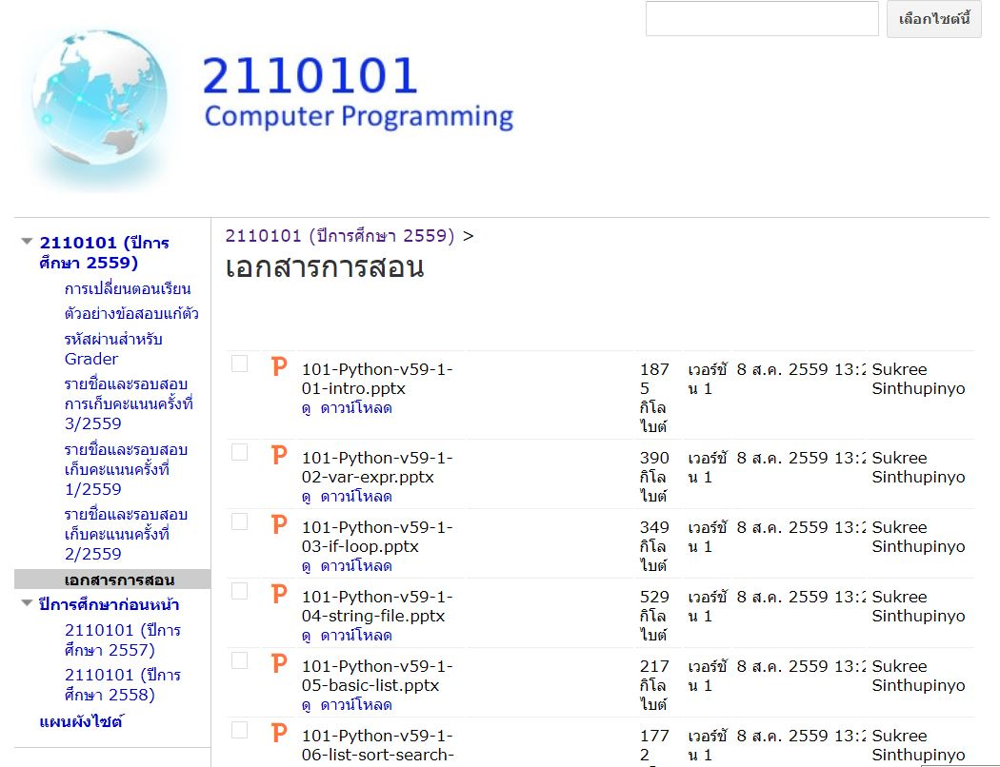 เลือกไซต์นี้
2110101
Computer Programming
2110101 (ปีการ
ศึกษา 2559)
การเปลี่ยนตอนเรียน
ตัวอย่างข้อสอบแก้ตัว
รหัสผ่านสำหรับ
Grader
รายชื่อและรอบสอบ
การเก็บคะแนนครั้งที่
3/2559
รายชื่อและรอบสอบ
เก็บคะแนนครั้งที่
1/2559
รายชื่อและรอบสอบ
เก็บคะแนนครั้งที่
2/2559
เอกสารการสอน
ปีการศึกษาก่อนหน้า
2110101 (ปีการ
ศึกษา 2557)
2110101 (ปีการ
ศึกษา 2558)
แผนผังไซต์
2110101 (ปีการศึกษา 2559) >
เอกสารการสอน
101-Python-v59-1- 187 เวอร์ชั 8 ส.ค. 2559 13:2 Sukree
01-intro.pptx 5 น 1 Sinthupinyo
ดู ดาวน์โหลด กิโล
ไบต์
101-Python-v59-1- 390 เวอร์ชั 8 ส.ค. 2559 13:2 Sukree
02-var-expr.pptx กิโล น 1 Sinthupinyo
ดู ดาวน์โหลด ไบต์
101-Python-v59-1- 349 เวอร์ชั 8 ส.ค. 2559 13:2 Sukree
03-if-loop.pptx กิโล น 1 Sinthupinyo
ดู ดาวน์โหลด ไบต์
101-Python-v59-1- 529 เวอร์ชั 8 ส.ค. 2559 13:2 Sukree
04-string-file.pptx กิโล น 1 Sinthupinyo
ดู ดาวน์โหลด ไบต์
101-Python-v59-1- 217 เวอร์ชั 8 ส.ค. 2559 13:2 Sukree
05-basic-list.pptx กิโล น 1 Sinthupinyo
ดู ดาวน์โหลด ไบต์
101-Python-v59-1- 177 เวอร์ชั 8 ส.ค. 2559 13:2 Sukree
06-list-sort-search- 2 น 1 Sinthupinyo